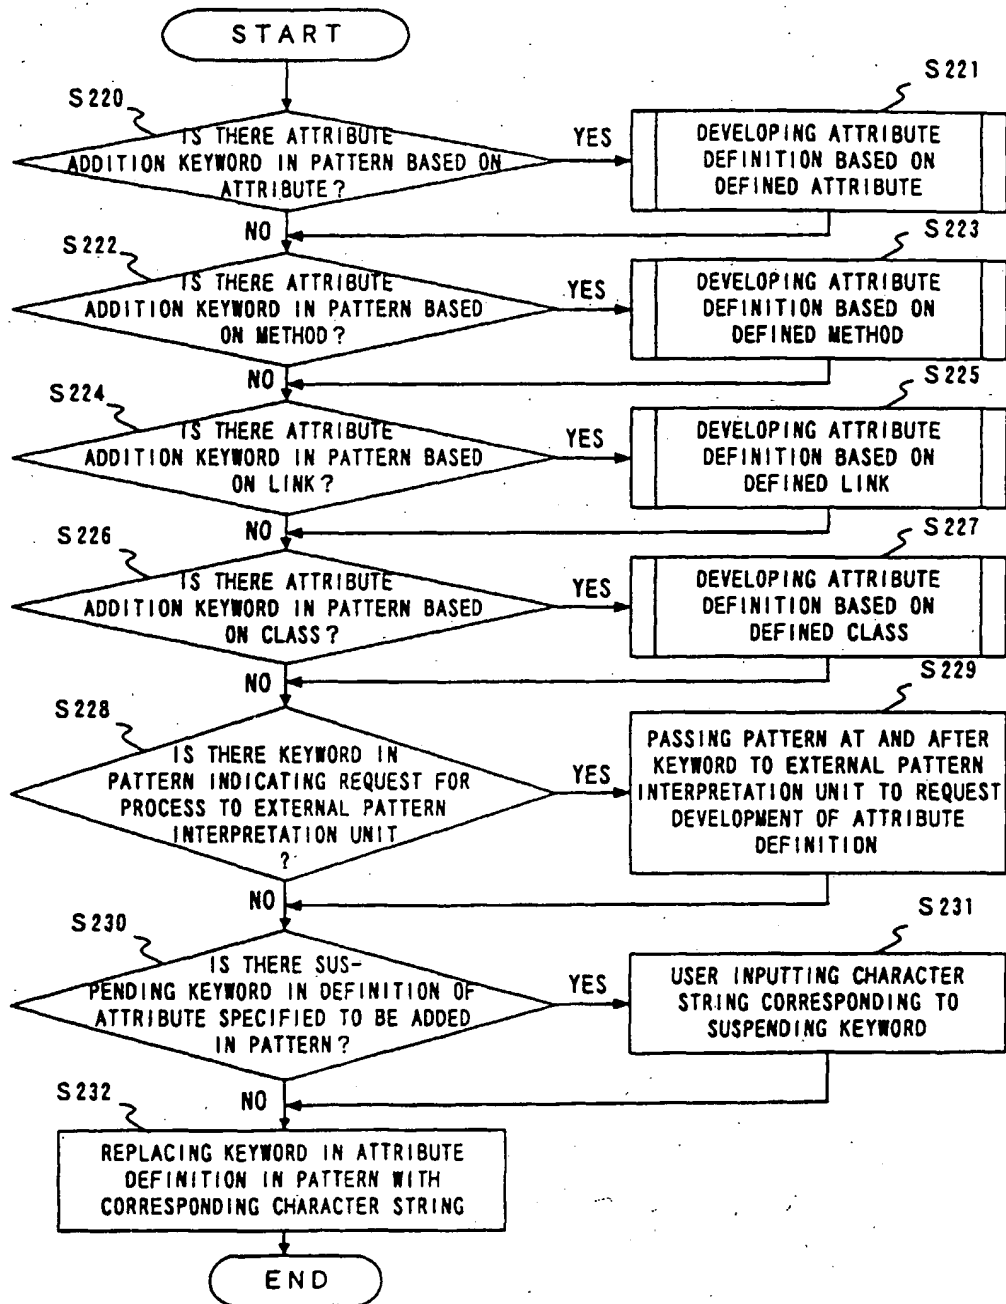 START
S220
IS THERE ATTRIBUTE
ADDITION KEYWORD IN PATTERN BASED ON
ATTRIBUTE?
YES
S221
DEVELOPING ATTRIBUTE
DEFINITION BASED ON
DEFINED ATTRIBUTE
NO
S222
IS THERE ATTRIBUTE
ADDITION KEYWORD IN PATTERN BASED
ON METHOD?
YES
S223
DEVELOPING ATTRIBUTE
DEFINITION BASED ON
DEFINED METHOD
NO
S224
IS THERE ATTRIBUTE
ADDITION KEYWORD IN PATTERN BASED
ON LINK?
YES
S225
DEVELOPING ATTRIBUTE
DEFINITION BASED ON
DEFINED LINK
NO
S226
IS THERE ATTRIBUTE
ADDITION KEYWORD IN PATTERN BASED
ON CLASS?
YES
S227
DEVELOPING ATTRIBUTE
DEFINITION BASED ON
DEFINED CLASS
NO
S228
IS THERE KEYWORD IN
PATTERN INDICATING REQUEST FOR
PROCESS TO EXTERNAL PATTERN
INTERPRETATION UNIT
?
YES
S229
PASSING PATTERN AT AND AFTER
KEYWORD TO EXTERNAL PATTERN
INTERPRETATION UNIT TO REQUEST
DEVELOPMENT OF ATTRIBUTE
DEFINITION
NO
S230
IS THERE SUS-
PENDING KEYWORD IN DEFINITION OF
ATTRIBUTE SPECIFIED TO BE ADDED
IN PATTERN?
YES
S231
USER INPUTTING CHARACTER
STRING CORRESPONDING TO
SUSPENDING KEYWORD
NO
S232
REPLACING KEYWORD IN ATTRIBUTE
DEFINITION IN PATTERN WITH
CORRESPONDING CHARACTER STRING
END